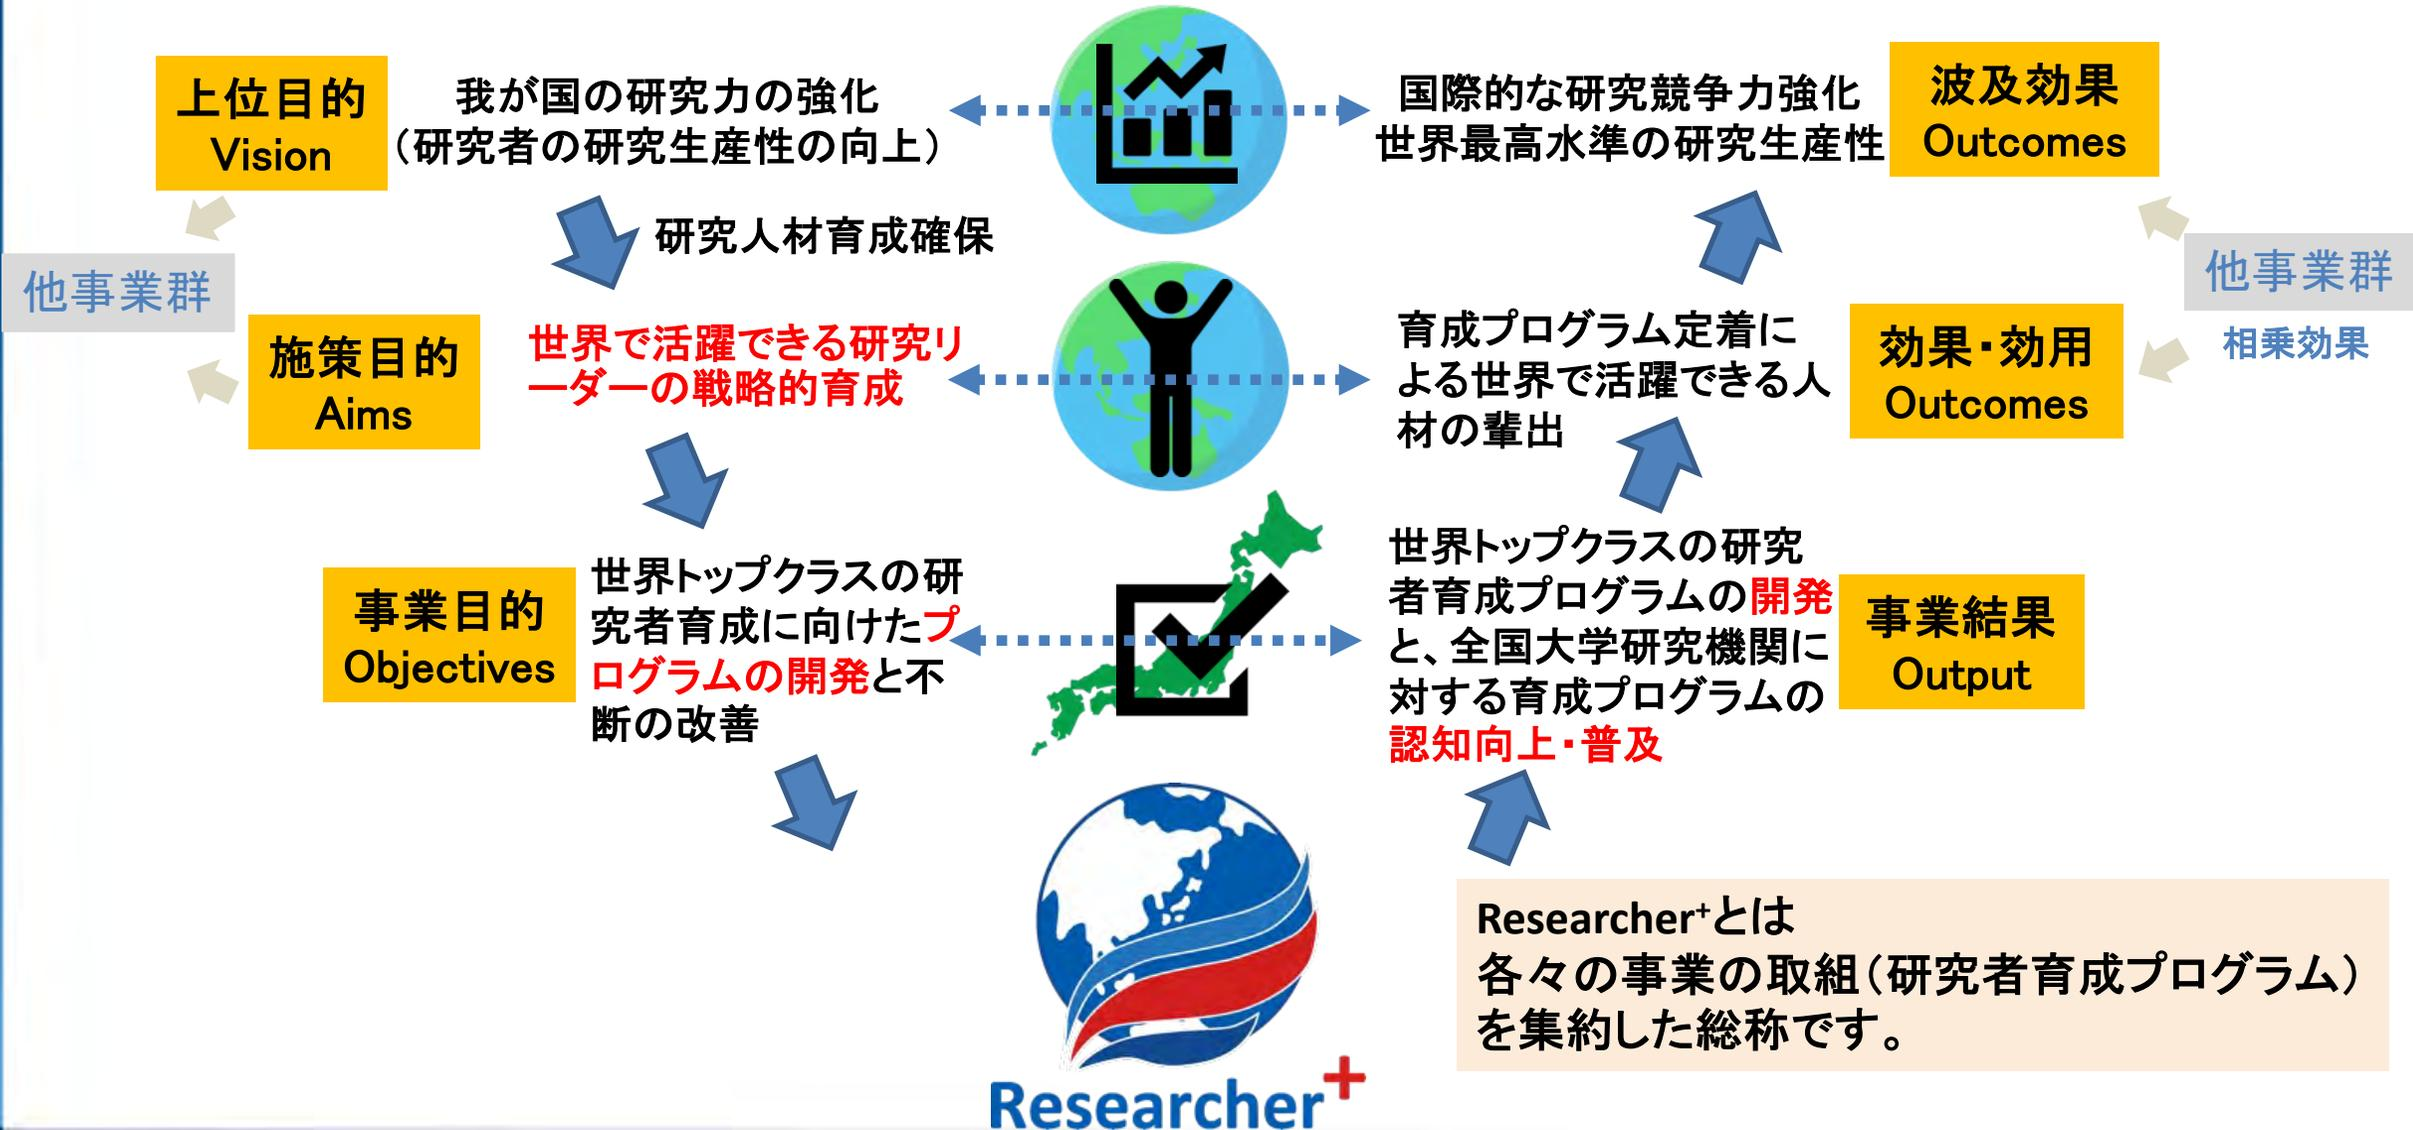 上位目的
Vision
我が国の研究力の強化
（研究者の研究生産性の向上）
国際的な研究競争力強化
世界最高水準の研究生産性
波及効果
Outcomes
研究人材育成確保
他事業群
他事業群
相乗効果
施策目的
Aims
世界で活躍できる研究リ
ーダーの戦略的育成
育成プログラム定着に
よる世界で活躍できる人
材の輩出
効果・効用
Outcomes
事業目的
Objectives
世界トップクラスの研
究者育成に向けたプ
ログラムの開発と不
断の改善
世界トップクラスの研究
者育成プログラムの開発
と、全国大学研究機関に
対する育成プログラムの
認知向上・普及
事業結果
Output
Researcher+とは
各々の事業の取組（研究者育成プログラム）
を集約した総称です。
Researcher+